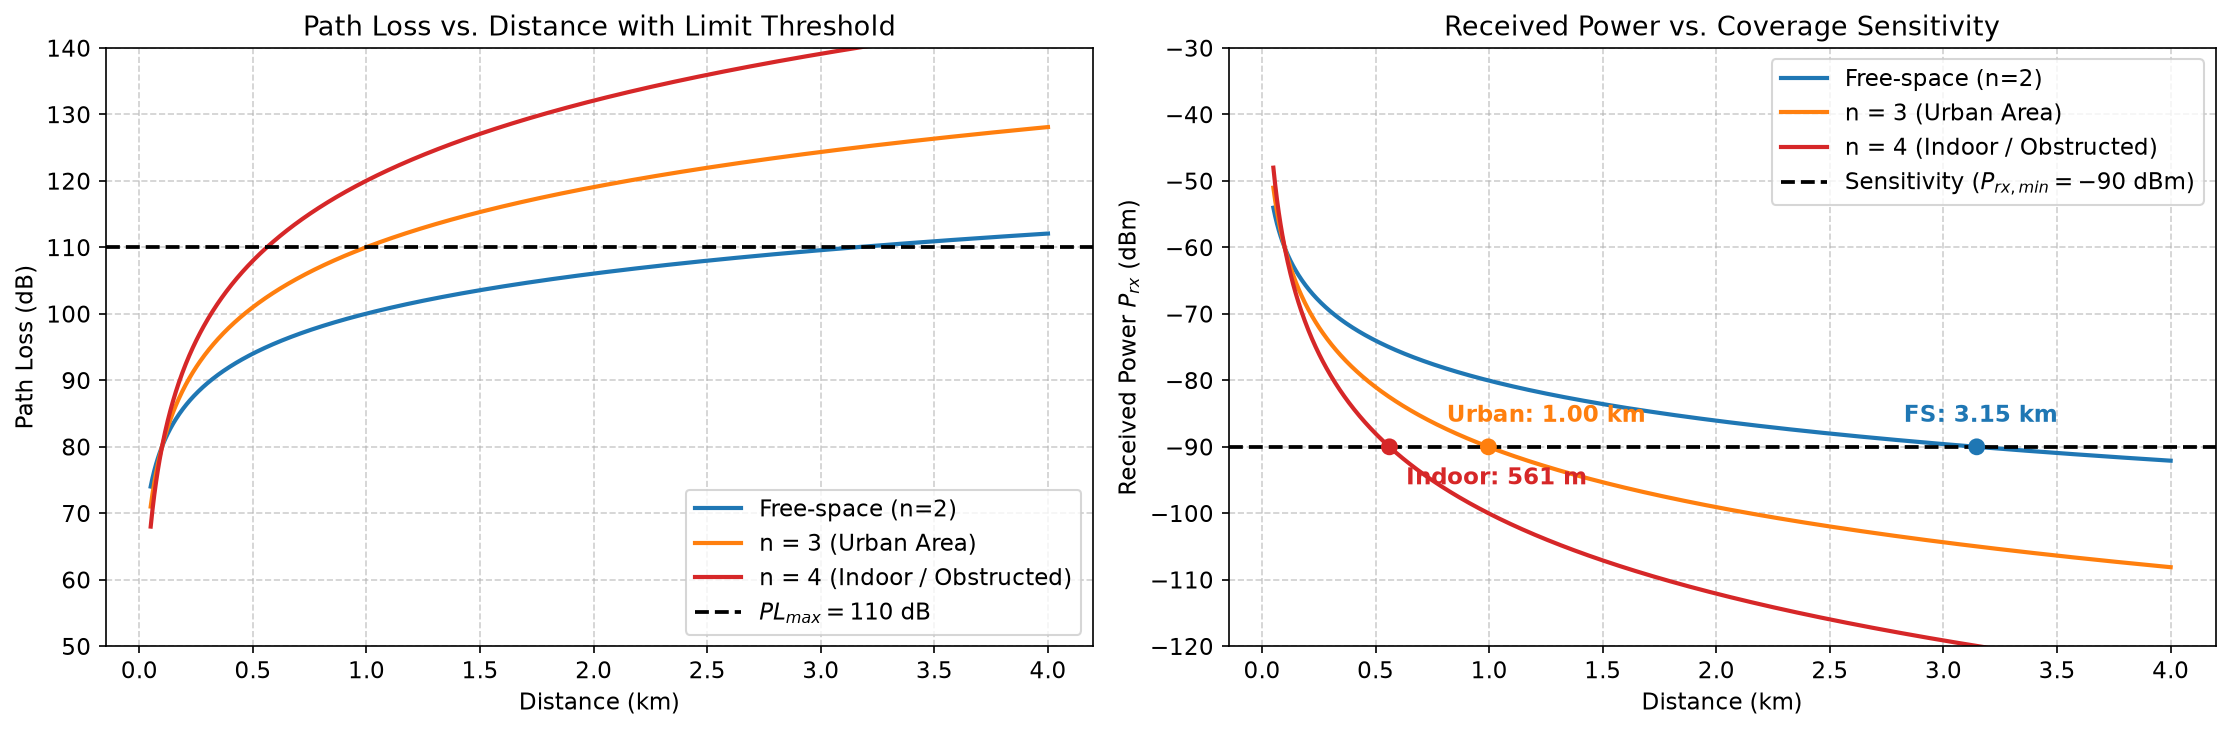 Path Loss vs. Distance with Limit Threshold
140
130
120
110
100
90
80
70
60
50
Path Loss (dB)
0.0 0.5 1.0 1.5 2.0 2.5 3.0 3.5 4.0
Distance (km)
Free-space (n=2)
n = 3 (Urban Area)
n = 4 (Indoor / Obstructed)
PL_max = 110 dB
Received Power vs. Coverage Sensitivity
−30
−40
−50
−60
−70
−80
−90
−100
−110
−120
Received Power P_rx (dBm)
0.0 0.5 1.0 1.5 2.0 2.5 3.0 3.5 4.0
Distance (km)
Free-space (n=2)
n = 3 (Urban Area)
n = 4 (Indoor / Obstructed)
Sensitivity (P_rx,min = −90 dBm)
Urban: 1.00 km
FS: 3.15 km
Indoor: 561 m